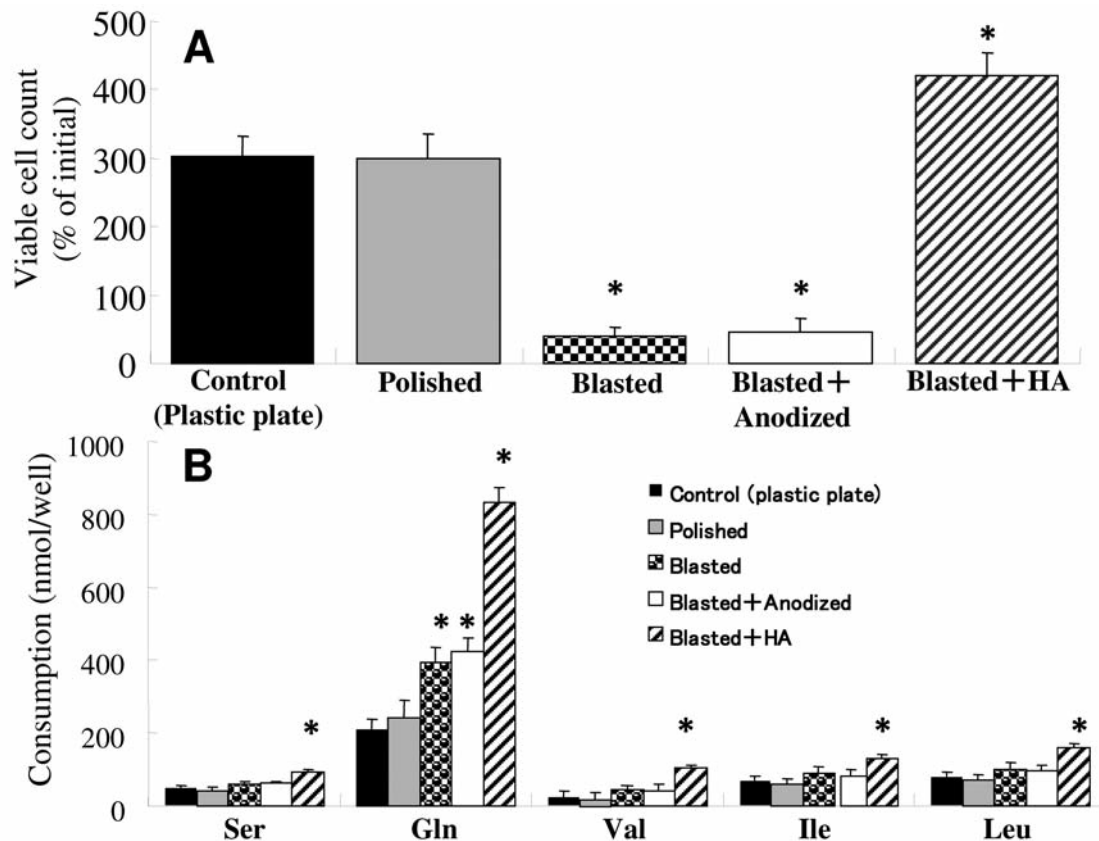 A
Viable cell count
(% of initial)
500
400
300
200
100
0
*
*
*
Control
(Plastic plate)
Polished
Blasted
Blasted+
Anodized
Blasted+HA
B
Consumption (nmol/well)
1000
800
600
400
200
0
Control (plastic plate)
Polished
Blasted
Blasted+Anodized
Blasted+HA
*
* *
*
*
*
*
Ser
Gln
Val
Ile
Leu